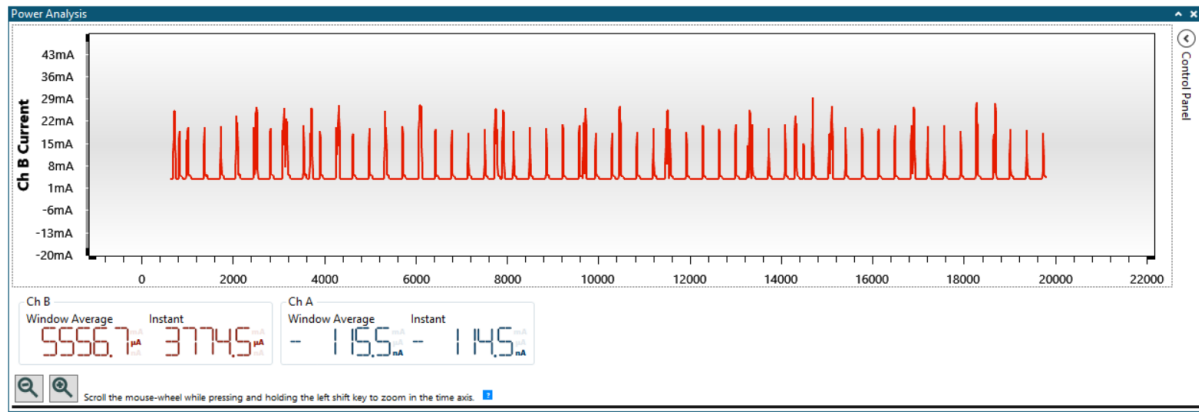 Power Analysis
Control Panel
Ch B Current
43mA
36mA
29mA
22mA
15mA
8mA
1mA
-6mA
-13mA
-20mA
0 2000 4000 6000 8000 10000 12000 14000 16000 18000 20000 22000
Ch B
Window Average Instant
5556.7 µA 3774.5 µA
Ch A
Window Average Instant
- 115.5 nA - 114.5 nA
Scroll the mouse-wheel while pressing and holding the left shift key to zoom in the time axis. ?